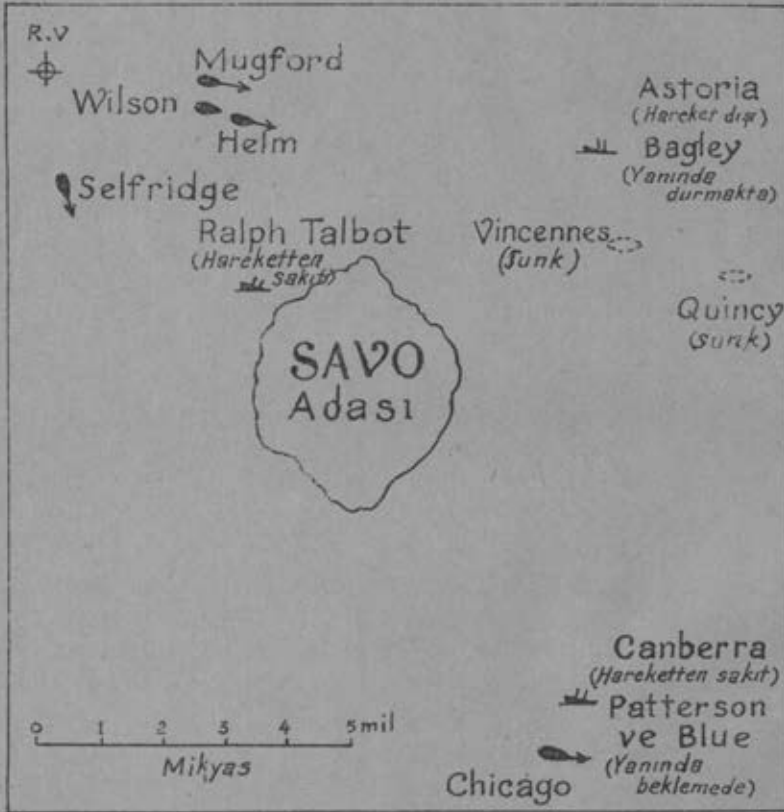 R.V
Mugford
Wilson
Helm
Selfridge
Astoria
(Hareket dışı)
Bagley
(Yanında
durmakta)
Ralph Talbot
(Hareketten
sakıt)
Vincennes
(Sunk)
Quincy
(Sunk)
SAVO
Adası
Canberra
(Hareketten sakıt)
Patterson
ve Blue
(Yanında
beklemede)
Chicago
0 1 2 3 4 5 mil
Mikyas